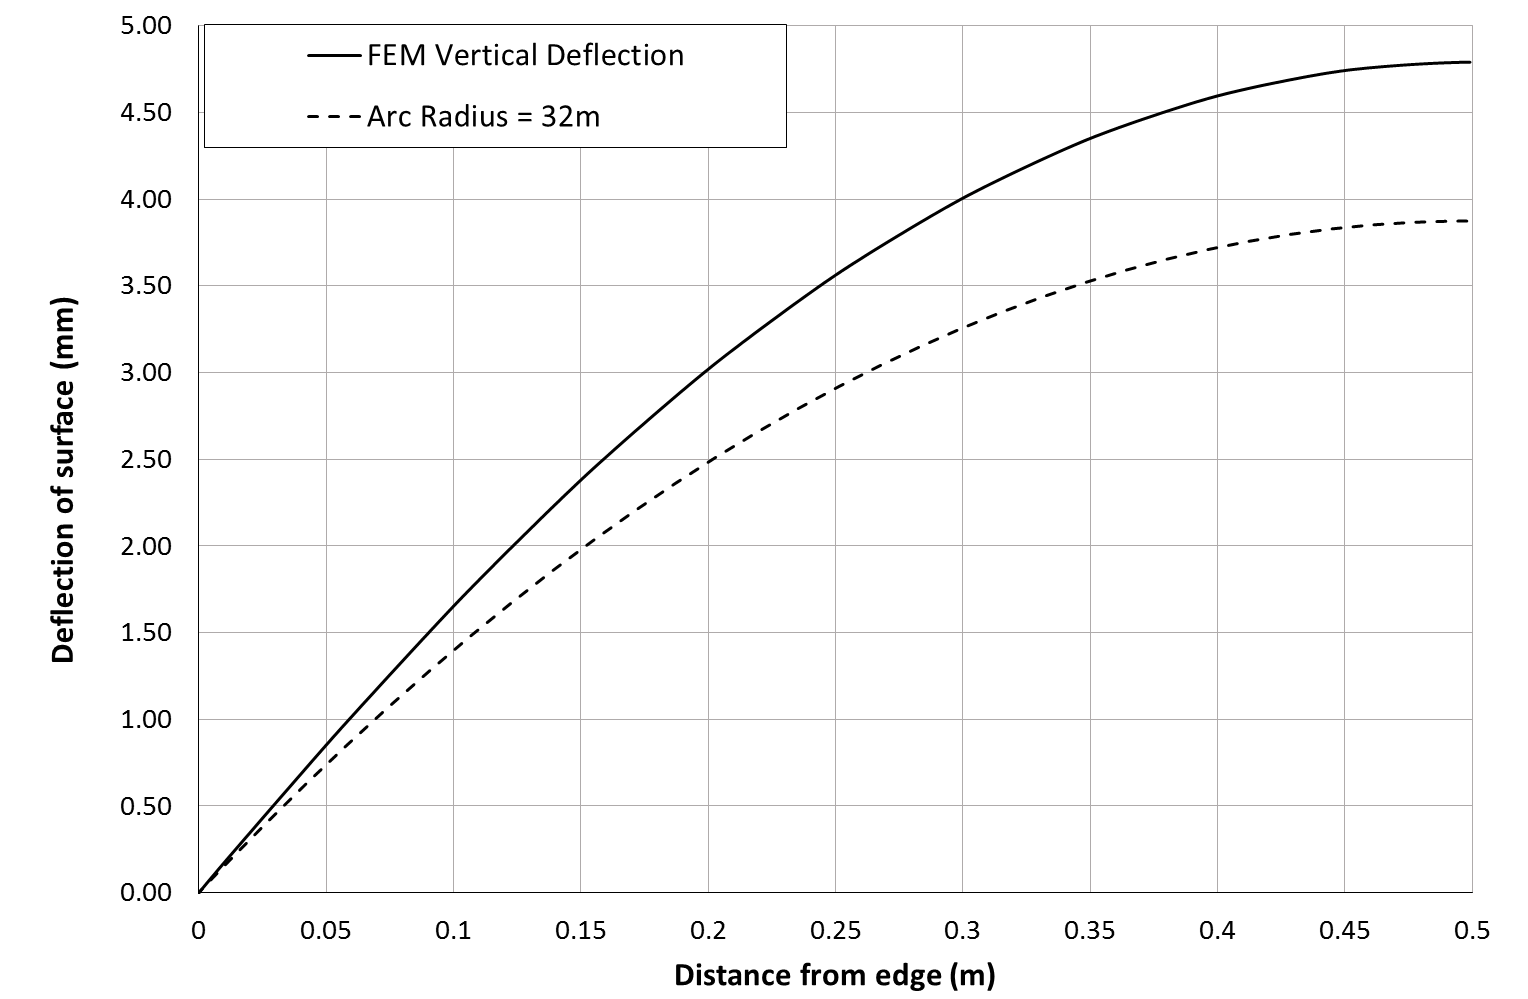 5.00
4.50
4.00
3.50
3.00
2.50
2.00
1.50
1.00
0.50
0.00
FEM Vertical Deflection
Arc Radius = 32m
Deflection of surface (mm)
0 0.05 0.1 0.15 0.2 0.25 0.3 0.35 0.4 0.45 0.5
Distance from edge (m)